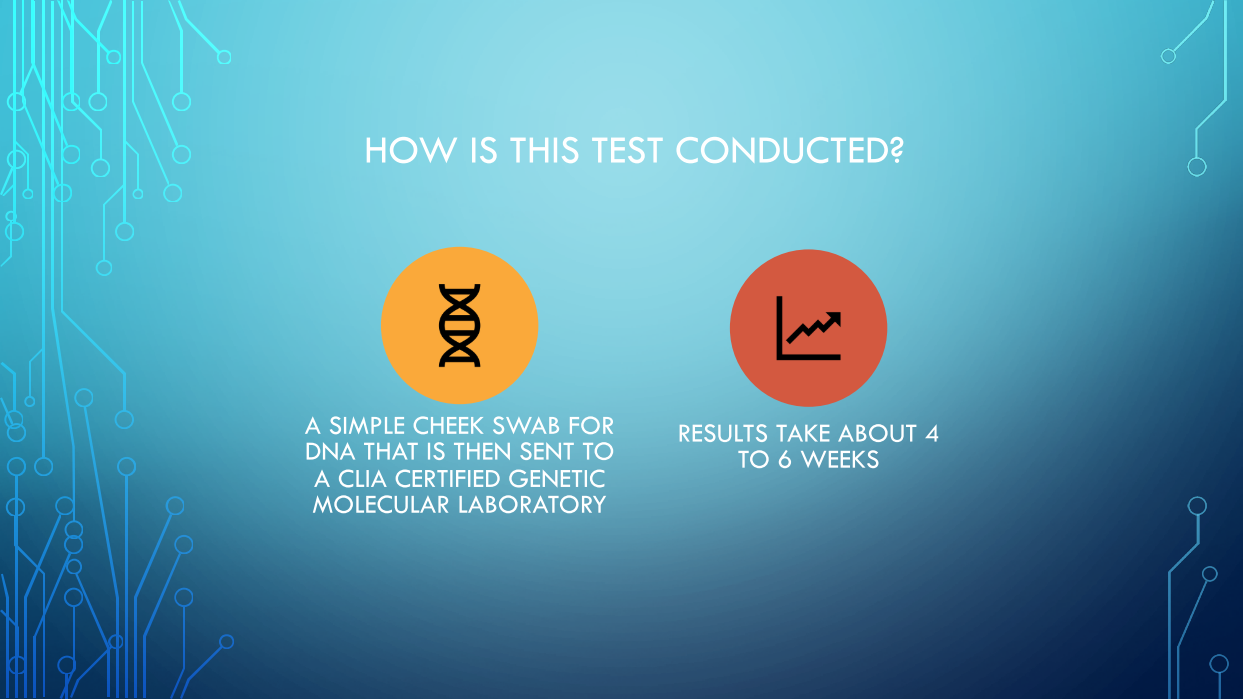 HOW IS THIS TEST CONDUCTED?
A SIMPLE CHEEK SWAB FOR
DNA THAT IS THEN SENT TO
A CLIA CERTIFIED GENETIC
MOLECULAR LABORATORY
RESULTS TAKE ABOUT 4
TO 6 WEEKS